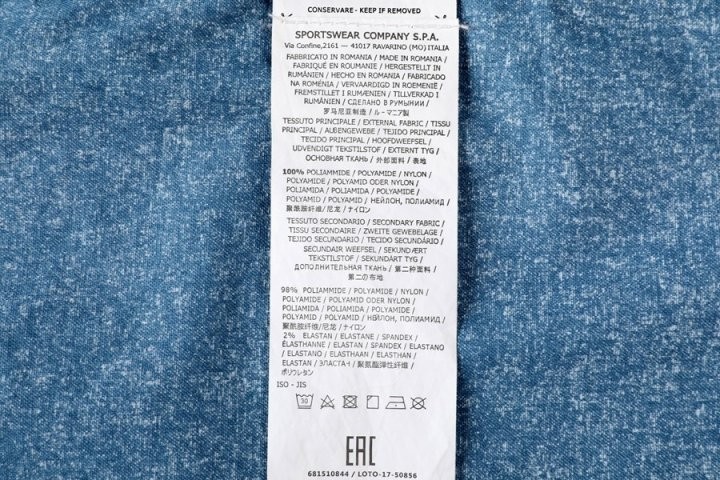 CONSERVARE- KEEP IF REMOVED
SPORTSWEAR COMPANY S.P.A.
Via Confine,2161 — 41017 RAVARINO (MO)ITALIA
FABBRICATO IN ROMANIA / MADE IN ROMANIA /
FABRIQUÉ EN ROUMANIE / HERGESTELLT IN
RUMÄNIEN / HECHO EN ROMANIA / FABRICADO
NA ROMÉNIA / VERVAARDIGD IN ROEMENIË /
FREMSTILLET I RUMÆNIEN / TILLVERKAD I
RUMÄNIEN / СДЕЛАНО В РУМЫНИИ /
罗马尼亚制造 / ルーマニア製
TESSUTO PRINCIPALE / EXTERNAL FABRIC / TISSU
PRINCIPAL / AUßENGEWEBE / TEJIDO PRINCIPAL /
TECIDO PRINCIPAL / HOOFDWEEFSEL /
UDVENDIGT TEKSTILSTOF / EXTERNT TYG /
ОСНОВНАЯ ТКАНЬ / 外部面料 / 表地
100% POLIAMMIDE / POLYAMIDE / NYLON /
POLYAMIDE / POLYAMID ODER NYLON /
POLIAMIDA / POLIAMIDA / POLYAMIDE /
POLYAMID / POLYAMID / НЕЙЛОН, ПОЛИАМИД /
聚酰胺纤维/尼龙 / ナイロン
TESSUTO SECONDARIO / SECONDARY FABRIC /
TISSU SECONDAIRE / ZWEITE GEWEBELAGE /
TEJIDO SECUNDARIO / TECIDO SECUNDÁRIO /
SECUNDAIR WEEFSEL / SEKUNDÆRT
TEKSTILSTOF / SEKUNDÄRT TYG /
ДОПОЛНИТЕЛЬНАЯ ТКАНЬ / 第二种面料 /
第二の布地
98% POLIAMMIDE / POLYAMIDE / NYLON /
POLYAMIDE / POLYAMID ODER NYLON /
POLIAMIDA / POLIAMIDA / POLYAMIDE /
POLYAMID / POLYAMID / НЕЙЛОН, ПОЛИАМИД /
聚酰胺纤维/尼龙 / ナイロン
2% ELASTAN / ELASTANE / SPANDEX /
ÉLASTHANNE / ELASTAN / SPANDEX / ELASTANO
/ ELASTANO / ELASTHAAN / ELASTHAN /
ELASTAN / ЭЛАСТАН / 聚氨酯弹性纤维 /
ポリウレタン
ISO - JIS
30
EAC
681510844 / LOTO-17-50856